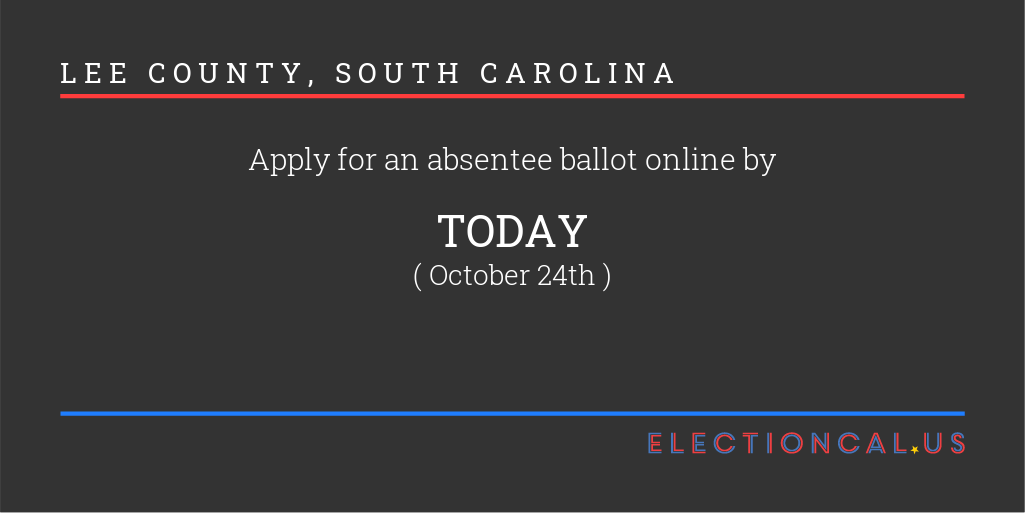 LEE COUNTY, SOUTH CAROLINA
Apply for an absentee ballot online by
TODAY
( October 24th )
ELECTIONCAL.US